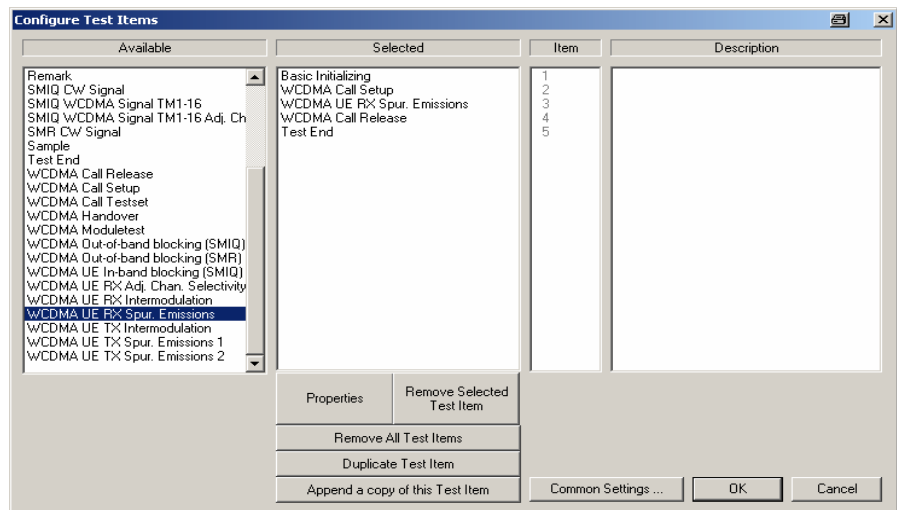 Configure Test Items
Available
Selected
Item
Description
Remark
SMIQ CW Signal
SMIQ WCDMA Signal TM1-16
SMIQ WCDMA Signal TM1-16 Adj. Ch
SMR CW Signal
Sample
Test End
WCDMA Call Release
WCDMA Call Setup
WCDMA Call Testset
WCDMA Handover
WCDMA Moduletest
WCDMA Out-of-band blocking (SMIQ)
WCDMA Out-of-band blocking (SMR)
WCDMA UE In-band blocking (SMIQ)
WCDMA UE RX Adj. Chan. Selectivity
WCDMA UE RX Intermodulation
WCDMA UE RX Spur. Emissions
WCDMA UE TX Intermodulation
WCDMA UE TX Spur. Emissions 1
WCDMA UE TX Spur. Emissions 2
Basic Initializing
WCDMA Call Setup
WCDMA UE RX Spur. Emissions
WCDMA Call Release
Test End
1
2
3
4
5
Properties
Remove Selected
Test Item
Remove All Test Items
Duplicate Test Item
Append a copy of this Test Item
Common Settings ...
OK
Cancel